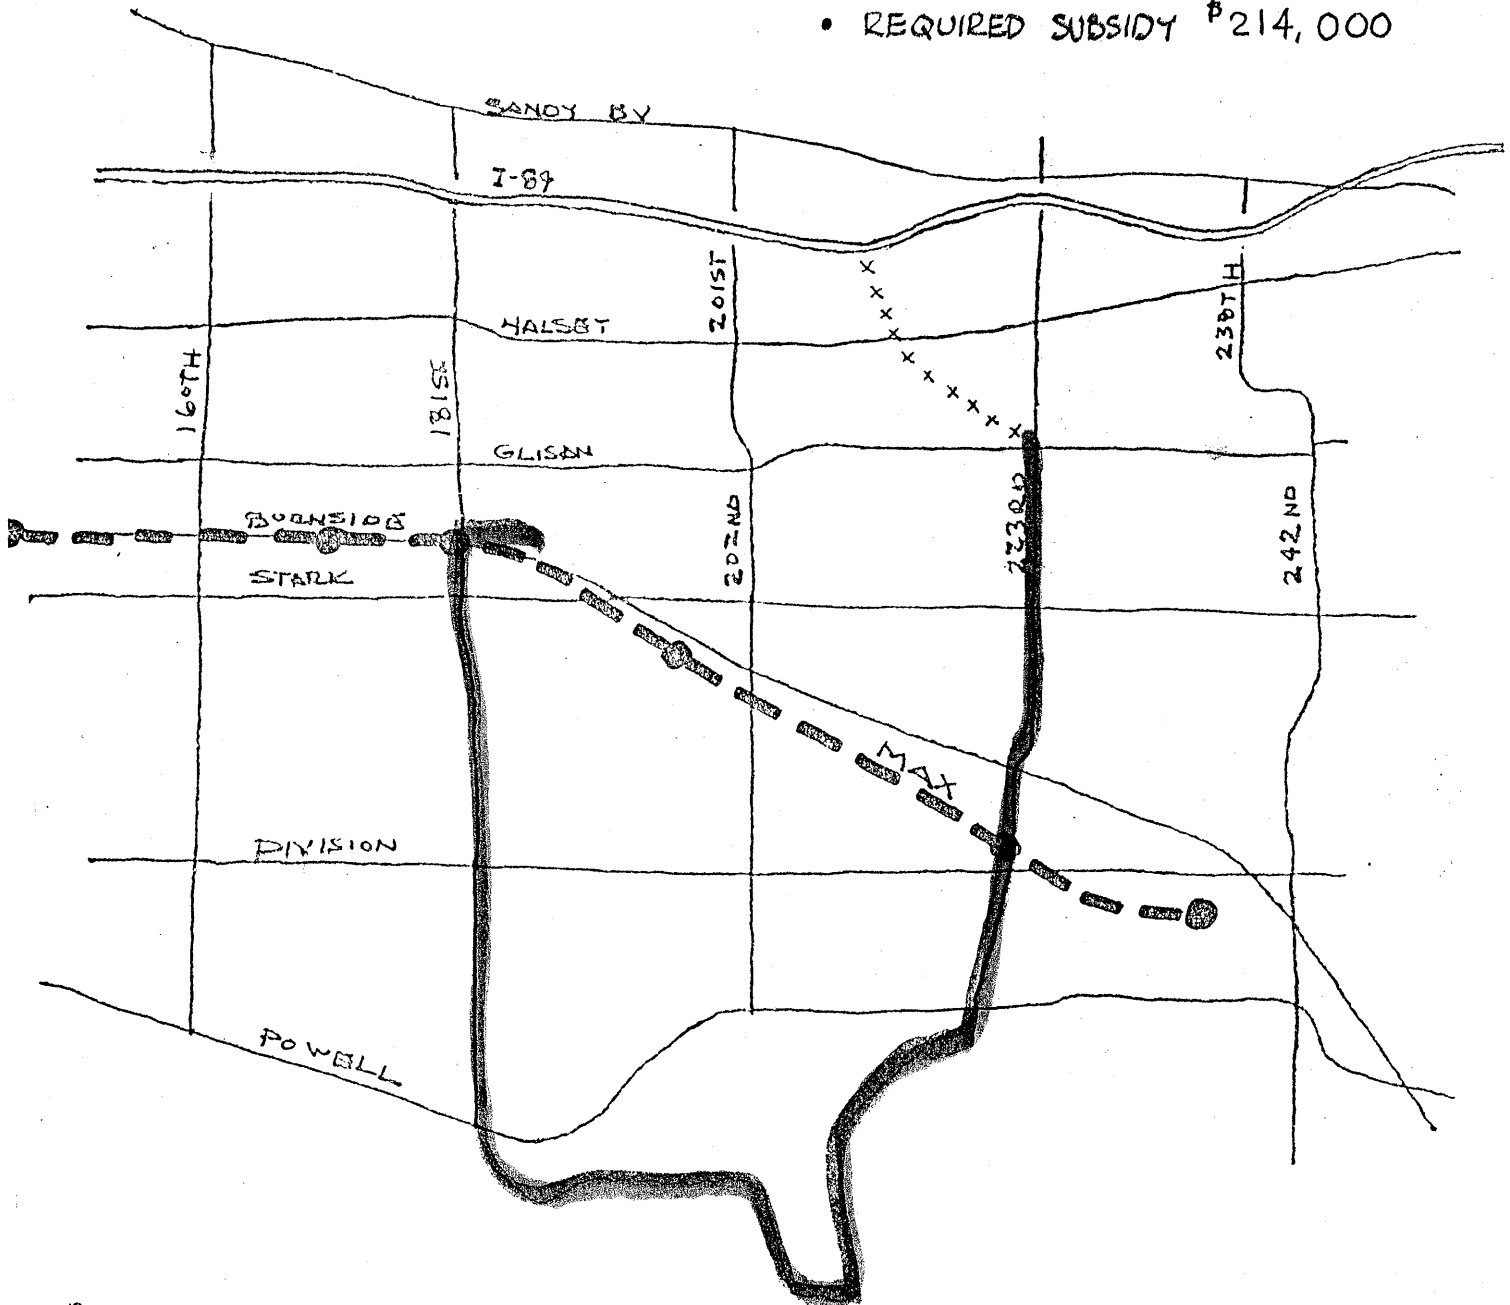 • REQUIRED SUBSIDY $214,000
SANDY BV
I-84
201ST
238TH
HALSEY
160TH
181ST
GLISAN
223RD
242ND
202ND
BURNSIDE
STARK
MAX
DIVISION
POWELL